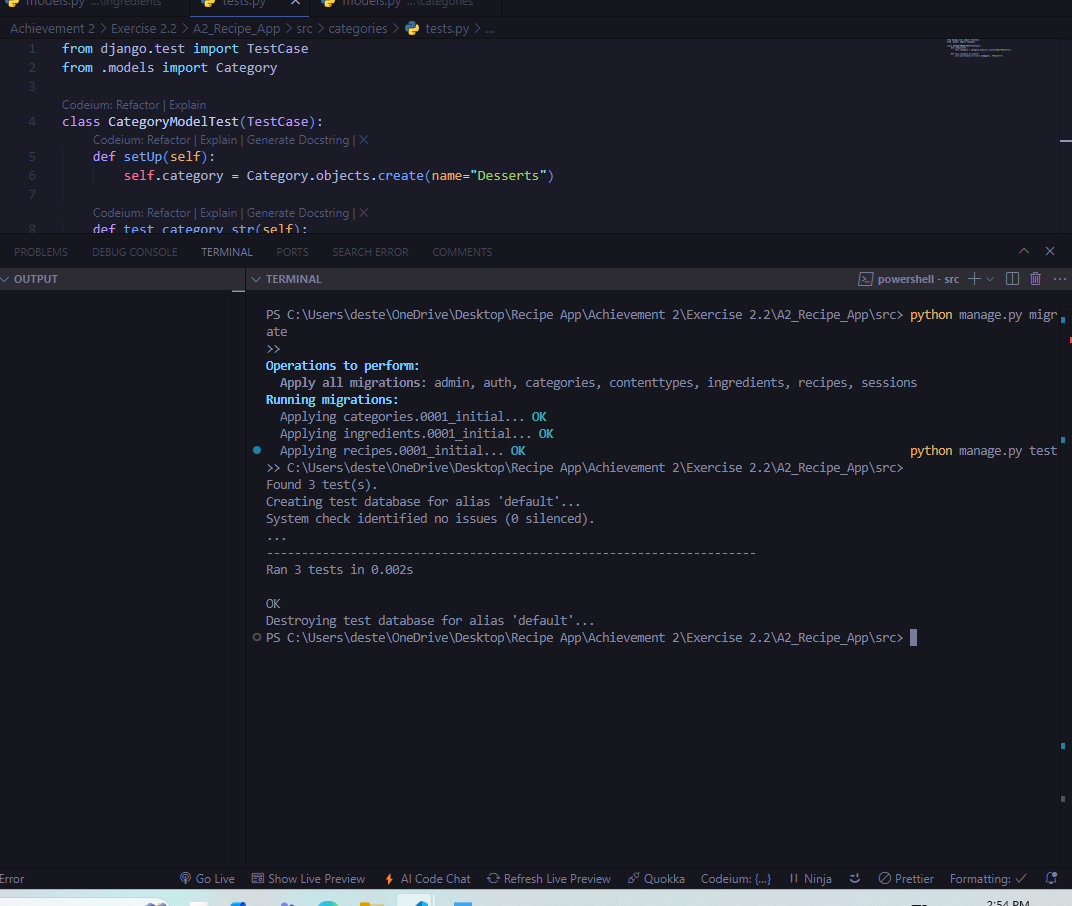 models.py ...\ingredients
tests.py
models.py ...\categories
Achievement 2 > Exercise 2.2 > A2_Recipe_App > src > categories > tests.py > ...
1 from django.test import TestCase
2 from .models import Category
3
Codeium: Refactor | Explain
4 class CategoryModelTest(TestCase):
Codeium: Refactor | Explain | Generate Docstring | X
5 def setUp(self):
6 self.category = Category.objects.create(name="Desserts")
7
Codeium: Refactor | Explain | Generate Docstring | X
8 def test_category_str(self):
PROBLEMS DEBUG CONSOLE TERMINAL PORTS SEARCH ERROR COMMENTS
OUTPUT
TERMINAL
powershell - src
PS C:\Users\deste\OneDrive\Desktop\Recipe App\Achievement 2\Exercise 2.2\A2_Recipe_App\src> python manage.py migr
ate
>>
Operations to perform:
Apply all migrations: admin, auth, categories, contenttypes, ingredients, recipes, sessions
Running migrations:
Applying categories.0001_initial... OK
Applying ingredients.0001_initial... OK
Applying recipes.0001_initial... OK python manage.py test
>> C:\Users\deste\OneDrive\Desktop\Recipe App\Achievement 2\Exercise 2.2\A2_Recipe_App\src>
Found 3 test(s).
Creating test database for alias 'default'...
System check identified no issues (0 silenced).
...
----------------------------------------------------------------------
Ran 3 tests in 0.002s
OK
Destroying test database for alias 'default'...
PS C:\Users\deste\OneDrive\Desktop\Recipe App\Achievement 2\Exercise 2.2\A2_Recipe_App\src>
Error Go Live Show Live Preview AI Code Chat Refresh Live Preview Quokka Codeium: {...} Ninja Prettier Formatting: ✓
2:54 PM